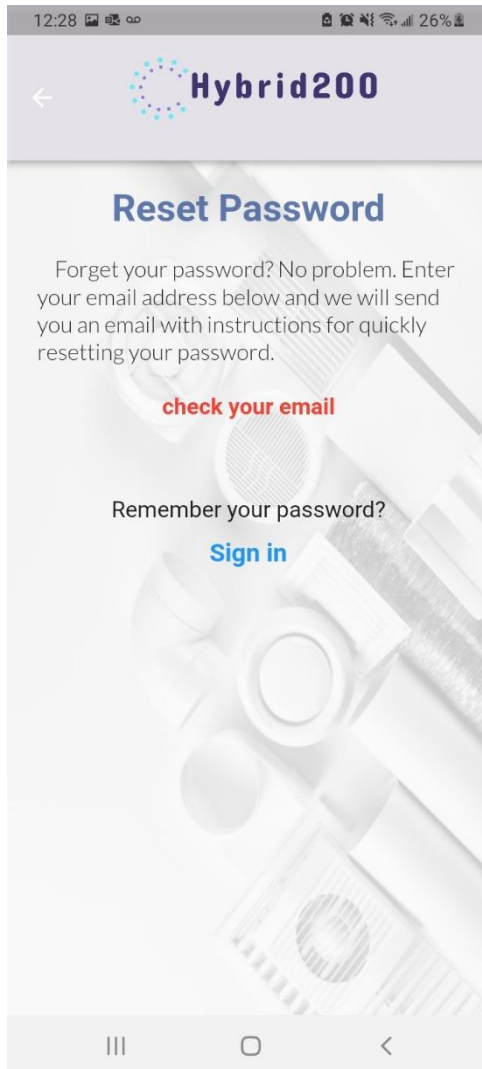 12:28 26%
Hybrid200
Reset Password
Forget your password? No problem. Enter
your email address below and we will send
you an email with instructions for quickly
resetting your password.
check your email
Remember your password?
Sign in